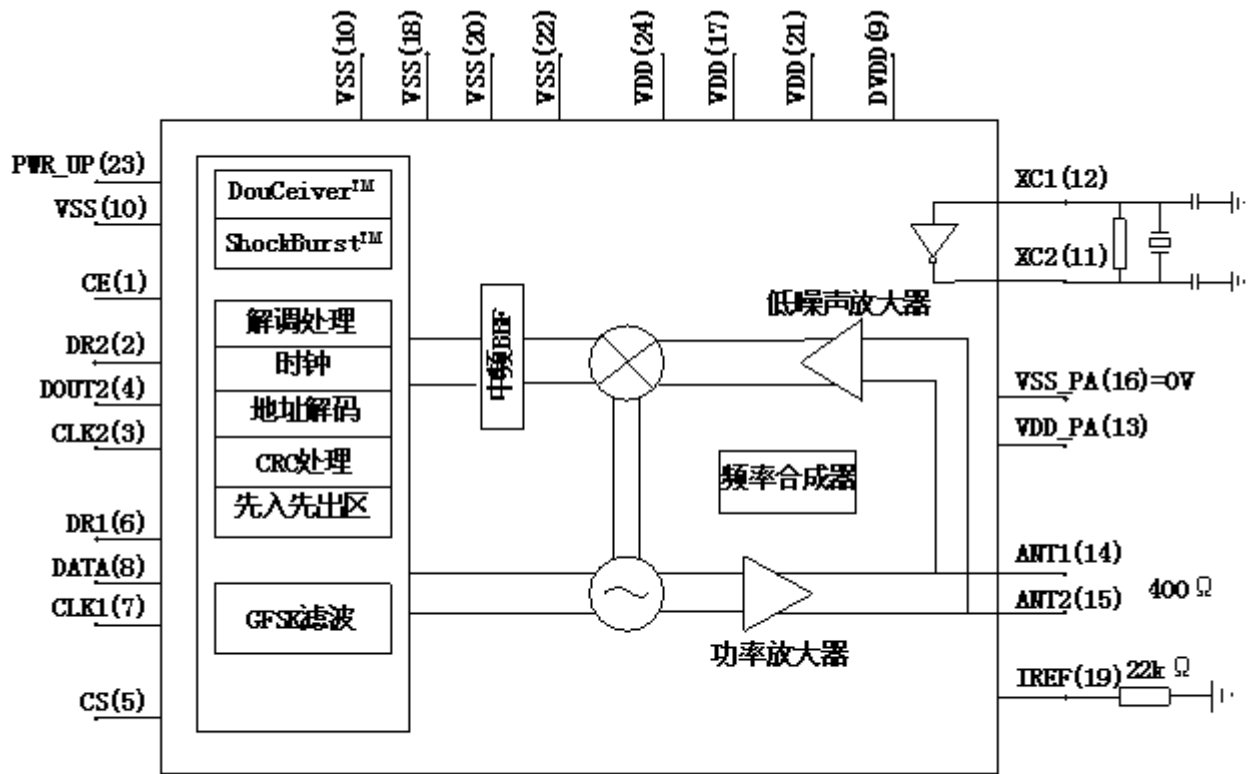 VSS(10)
VSS(18)
VSS(20)
VSS(22)
VDD(24)
VDD(17)
VDD(21)
DVDD(9)
PWR_UP(23)
VSS(10)
CE(1)
DR2(2)
DOUT2(4)
CLK2(3)
DR1(6)
DATA(8)
CLK1(7)
CS(5)
DouCeiver™
ShockBurst™
解调处理
时钟
地址解码
CRC处理
先入先出区
GFSK滤波
中频BBF
低噪声放大器
频率合成器
功率放大器
XC1(12)
XC2(11)
VSS_PA(16)=0V
VDD_PA(13)
ANT1(14)
ANT2(15)
400Ω
IREF(19)
22kΩ